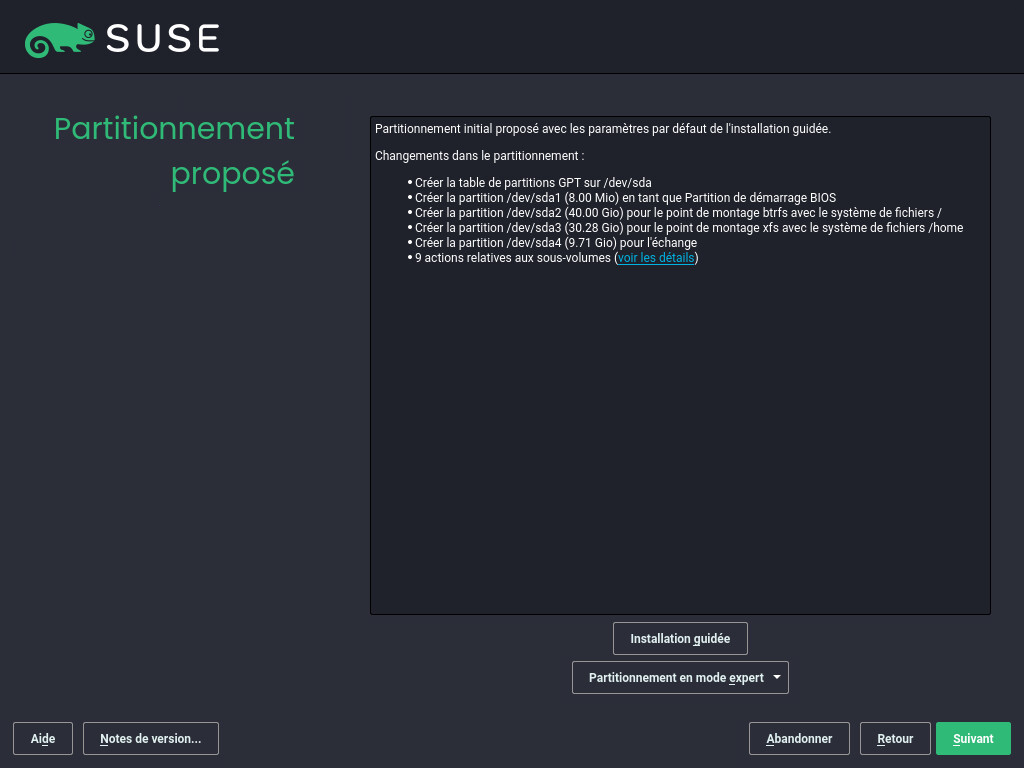 SUSE
Partitionnement
proposé
Partitionnement initial proposé avec les paramètres par défaut de l'installation guidée.
Changements dans le partitionnement :
• Créer la table de partitions GPT sur /dev/sda
• Créer la partition /dev/sda1 (8.00 Mio) en tant que Partition de démarrage BIOS
• Créer la partition /dev/sda2 (40.00 Gio) pour le point de montage btrfs avec le système de fichiers /
• Créer la partition /dev/sda3 (30.28 Gio) pour le point de montage xfs avec le système de fichiers /home
• Créer la partition /dev/sda4 (9.71 Gio) pour l'échange
• 9 actions relatives aux sous-volumes (voir les détails)
Installation guidée
Partitionnement en mode expert
Aide
Notes de version...
Abandonner
Retour
Suivant